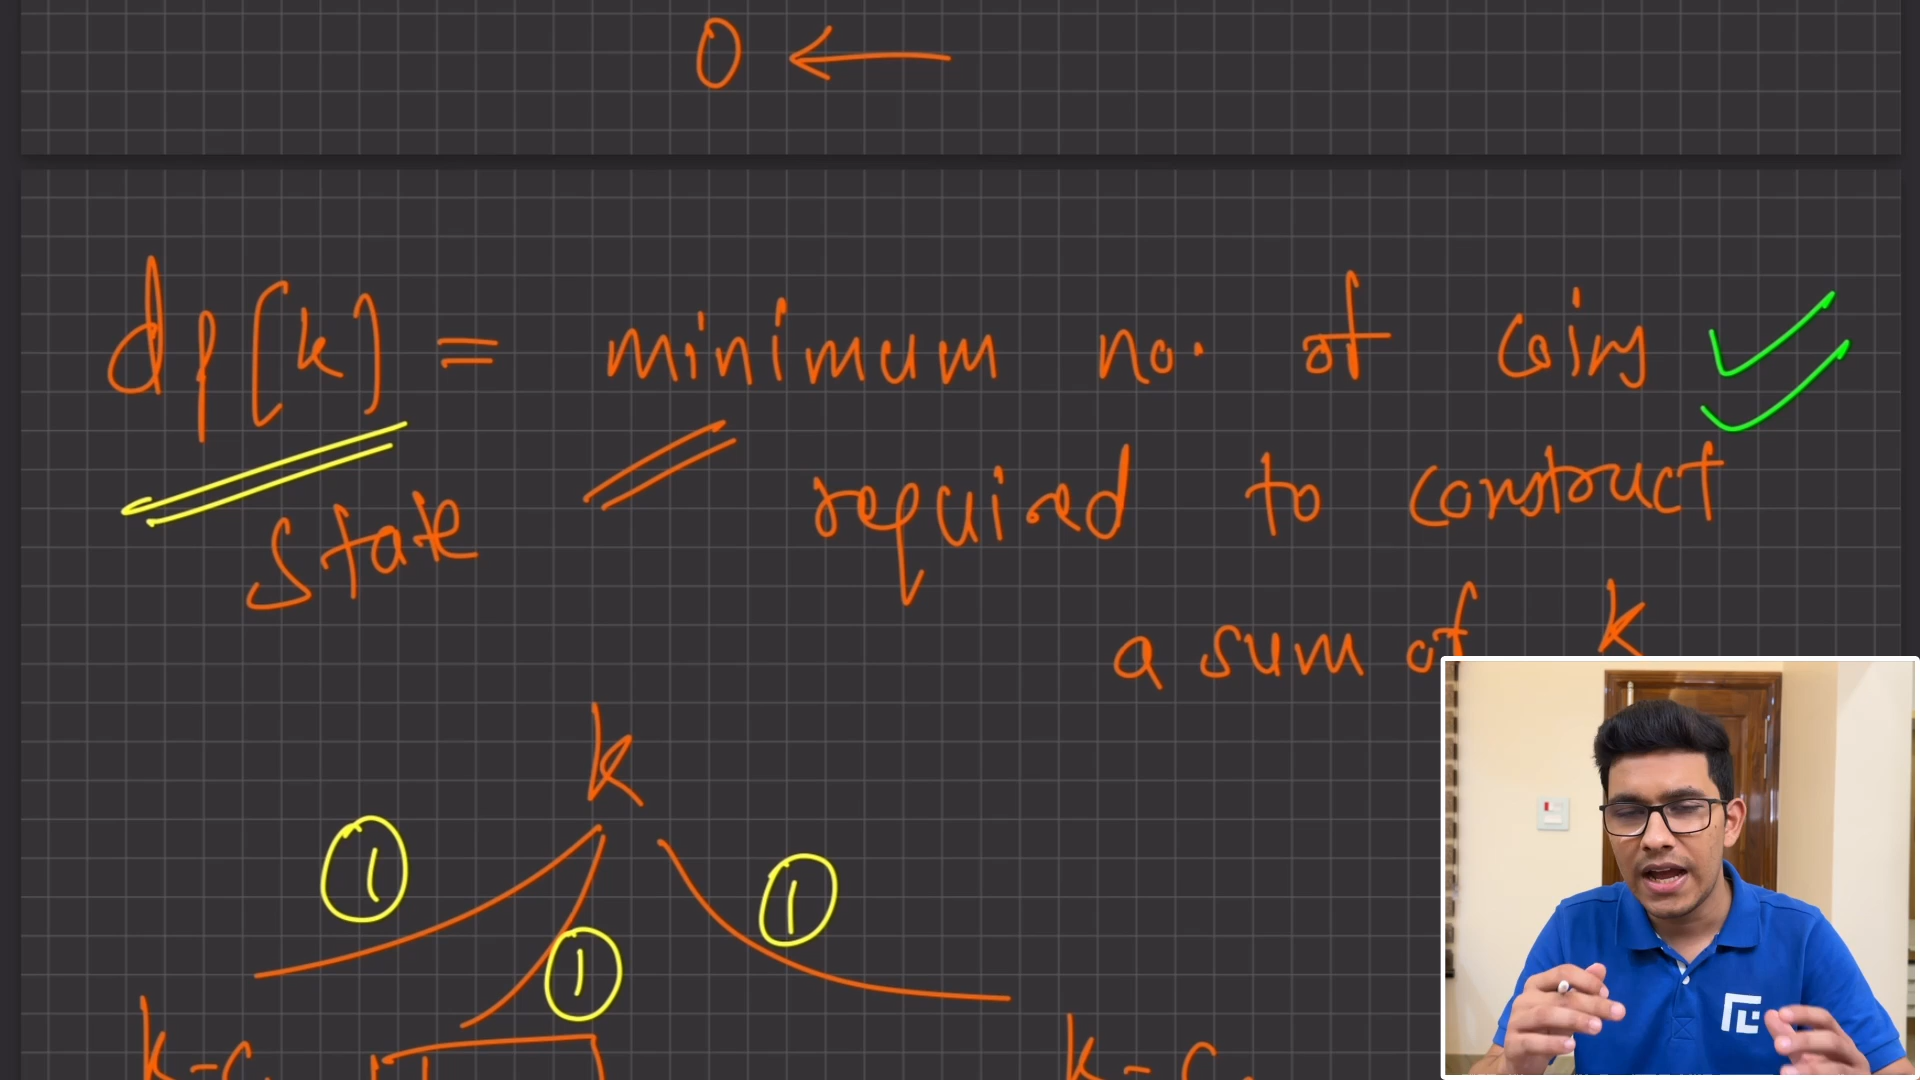 0 ←
dp[k] = minimum no. of coins
required to construct
State
a sum of k
k
1
1
1
k-c
k-c